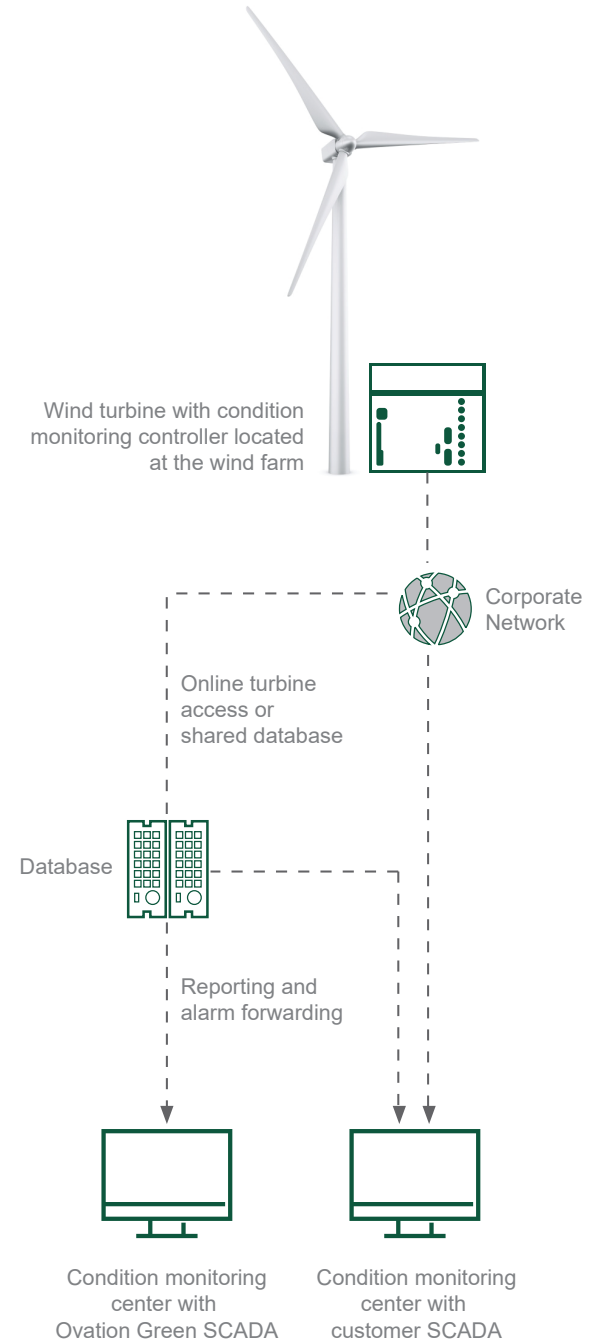 Wind turbine with condition
monitoring controller located
at the wind farm
Corporate
Network
Online turbine
access or
shared database
Database
Reporting and
alarm forwarding
Condition monitoring
center with
Ovation Green SCADA
Condition monitoring
center with
customer SCADA